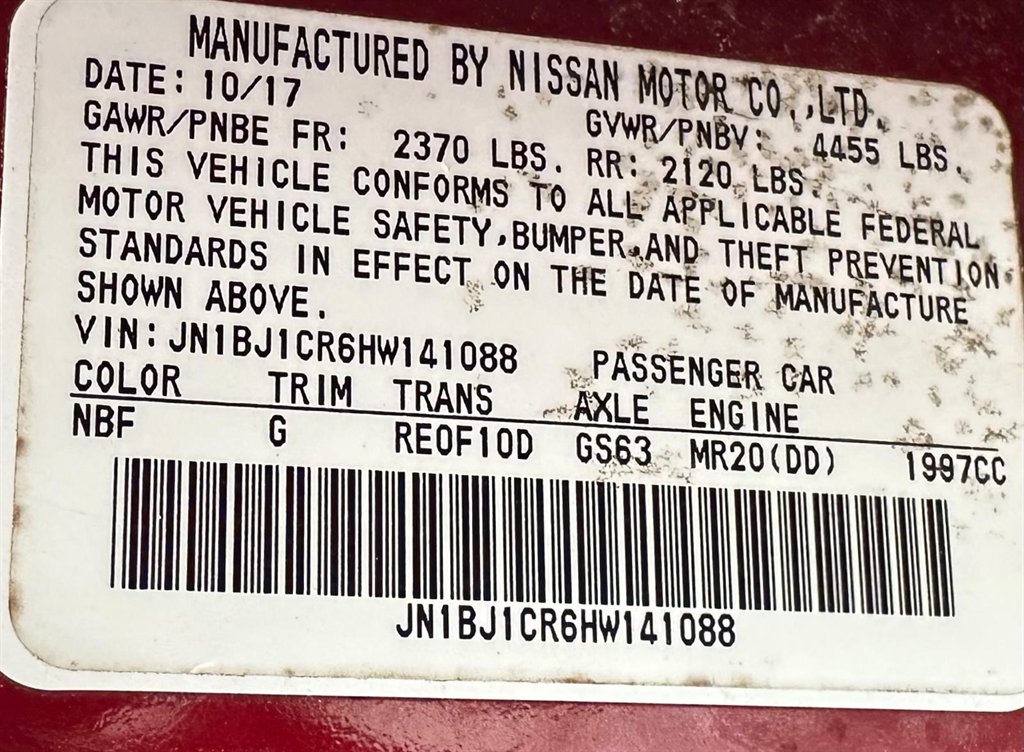 MANUFACTURED BY NISSAN MOTOR CO.,LTD.
DATE: 10/17 GVWR/PNBV: 4455 LBS.
GAWR/PNBE FR: 2370 LBS. RR: 2120 LBS.
THIS VEHICLE CONFORMS TO ALL APPLICABLE FEDERAL
MOTOR VEHICLE SAFETY,BUMPER,AND THEFT PREVENTION
STANDARDS IN EFFECT ON THE DATE OF MANUFACTURE
SHOWN ABOVE.
VIN: JN1BJ1CR6HW141088 PASSENGER CAR
COLOR TRIM TRANS AXLE ENGINE
NBF G RE0F10D GS63 MR20(DD) 1997CC
JN1BJ1CR6HW141088